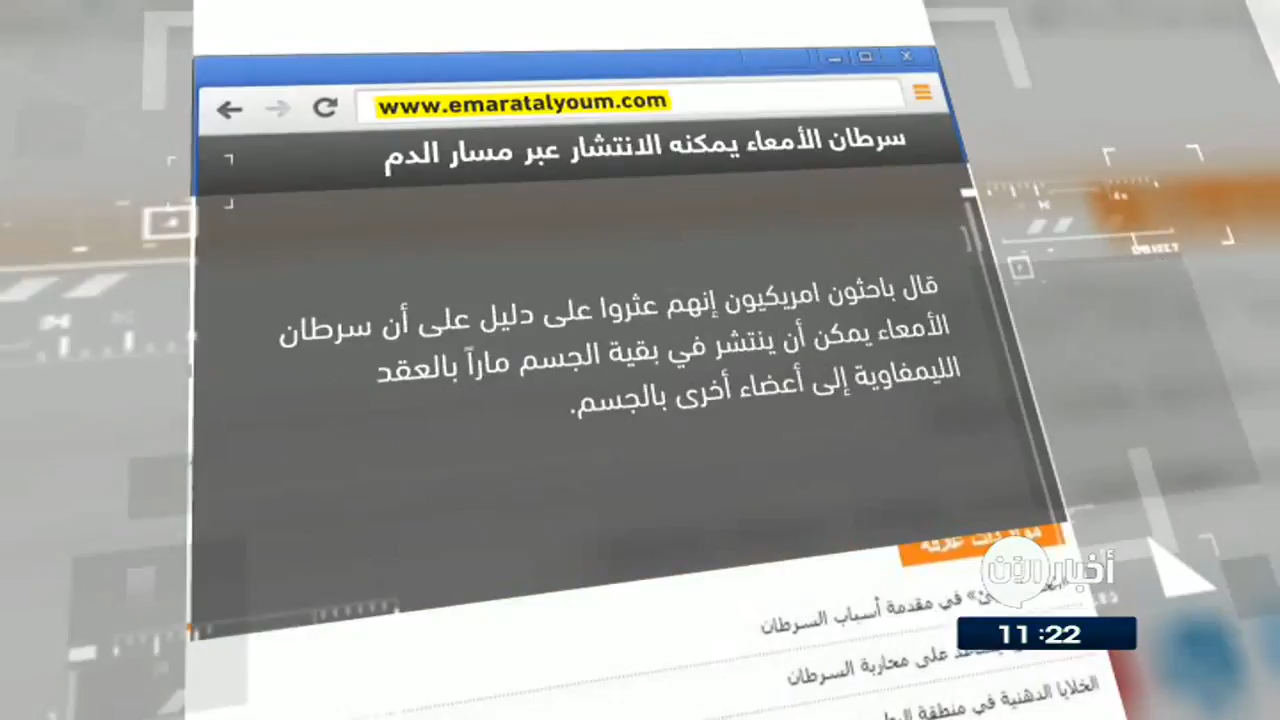 www.emaratalyoum.com
سرطان الأمعاء يمكنه الانتشار عبر مسار الدم
قال باحثون امريكيون إنهم عثروا على دليل على أن سرطان
الأمعاء يمكن أن ينتشر في بقية الجسم ماراً بالعقد
الليمفاوية إلى أعضاء أخرى بالجسم.
أخبار الآن
في مقدمة أسباب السرطان
11:22
على محاربة السرطان
الخلايا الدهنية في منطقة